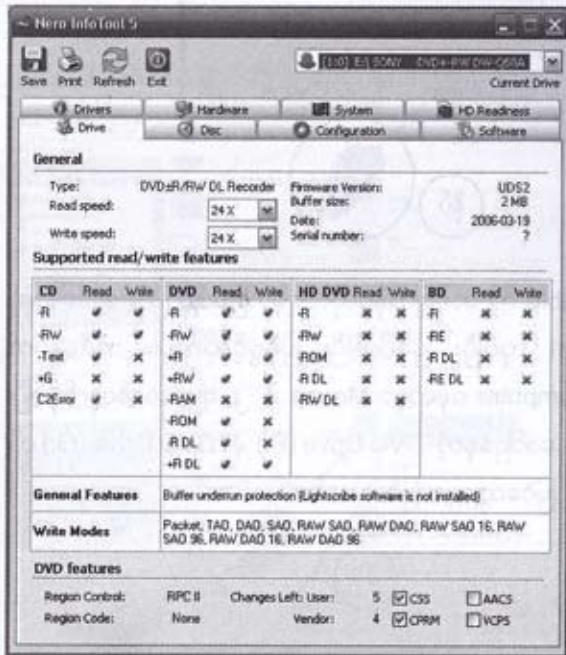 Nero InfoTool 5
Save Print Refresh Exit
[1:0] E:\ SONY DVD+-RW DW-Q58A
Current Drive
Drivers Hardware System HD Readiness
Drive Disc Configuration Software
General
Type: DVD±R/RW DL Recorder Firmware Version: UDS2
Read speed: 24 X Buffer size: 2 MB
Date: 2006-03-19
Write speed: 24 X Serial number: ?
Supported read/write features
CD Read Write DVD Read Write HD DVD Read Write BD Read Write
-R -R -R -R
-RW -RW -RW -RE
-Text +R -ROM -R DL
+G +RW -R DL -RE DL
C2Error -RAM -RW DL
-ROM
-R DL
+R DL
General Features Buffer underrun protection (Lightscribe software is not installed)
Write Modes Packet, TAO, DAO, SAO, RAW SAO, RAW DAO, RAW SAO 16, RAW
SAO 96, RAW DAO 16, RAW DAO 96
DVD features
Region Control: RPC II Changes Left: User: 5 CSS AACS
Region Code: None Vendor: 4 CPRM VCPS